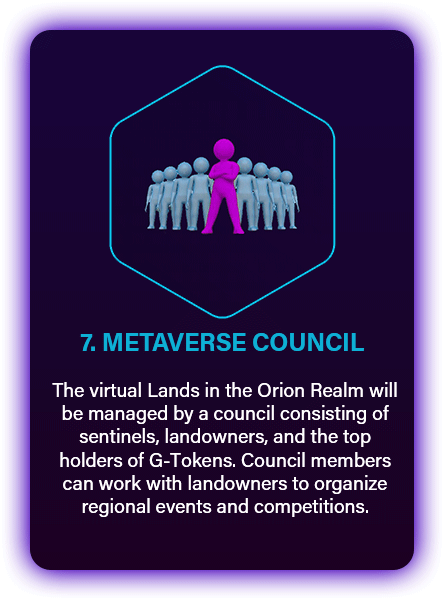 7. METAVERSE COUNCIL
The virtual Lands in the Orion Realm will
be managed by a council consisting of
sentinels, landowners, and the top
holders of G-Tokens. Council members
can work with landowners to organize
regional events and competitions.